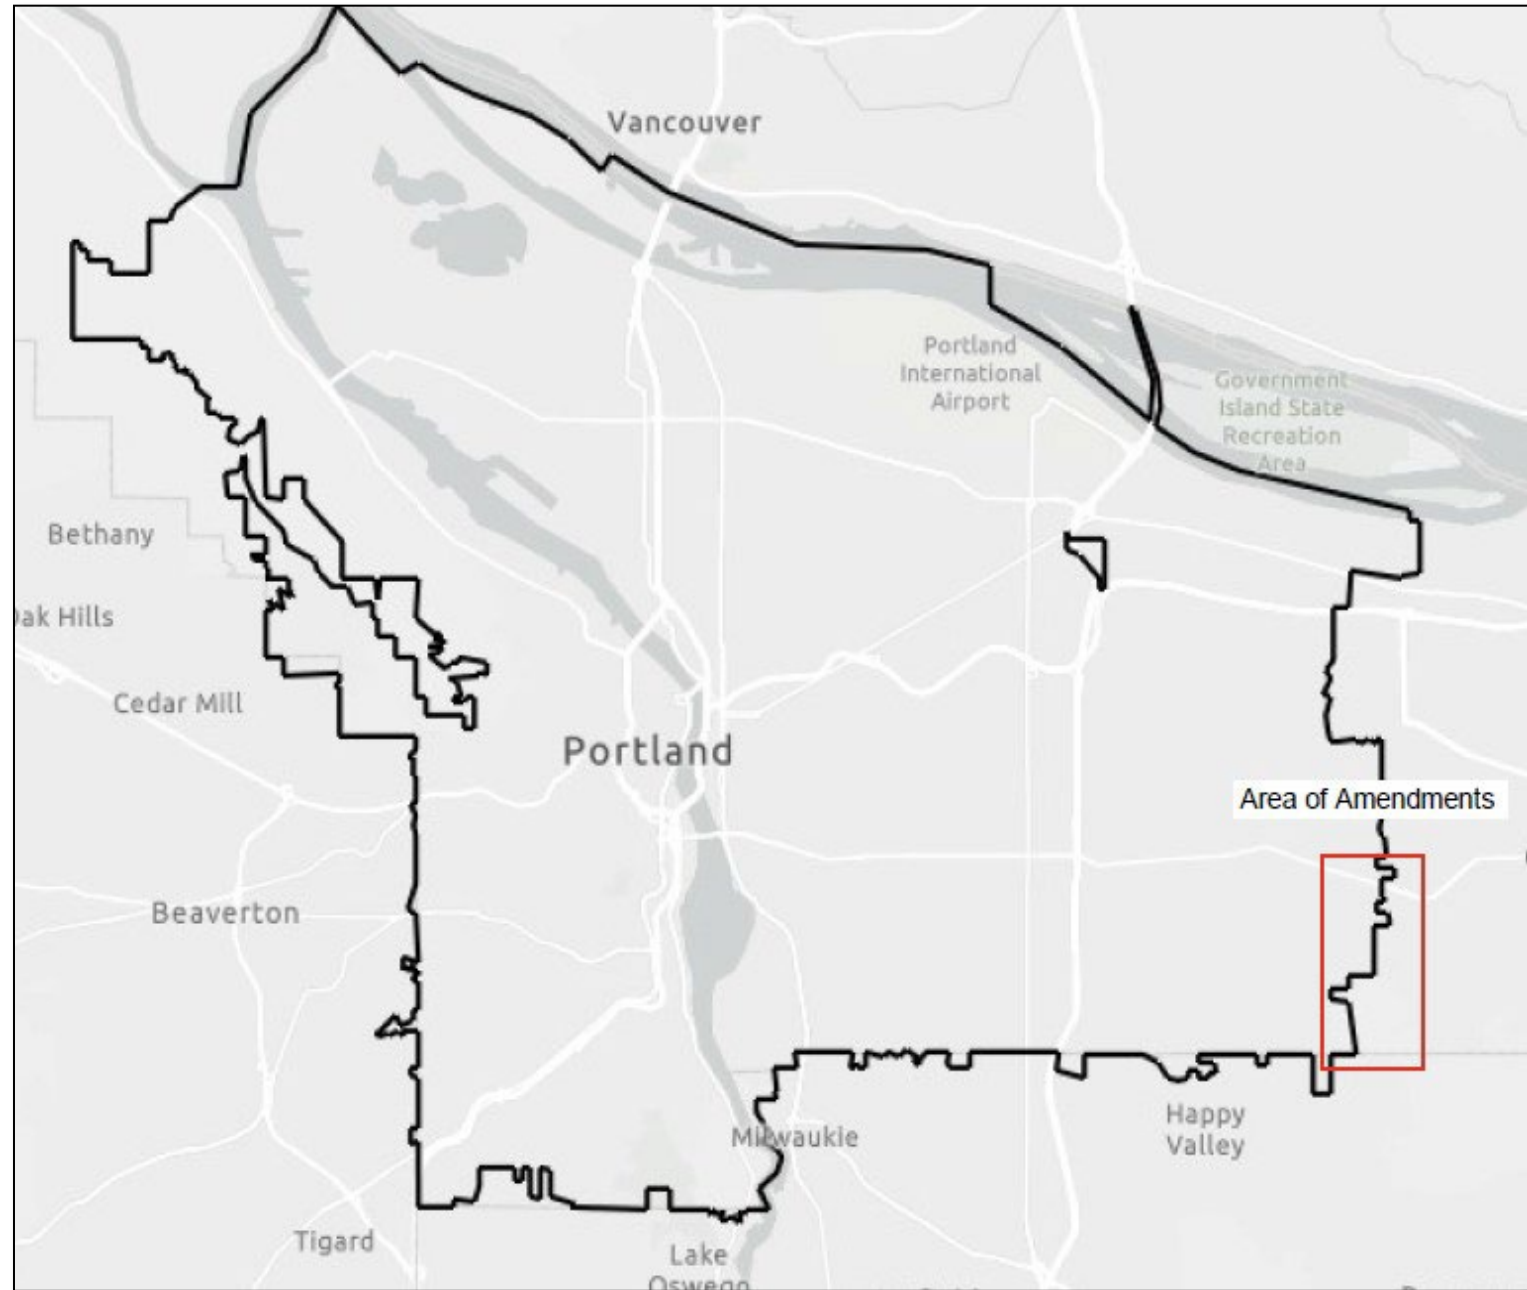 Vancouver
Portland
International
Airport
Government
Island State
Recreation
Area
Bethany
Oak Hills
Cedar Mill
Portland
Area of Amendments
Beaverton
Happy
Valley
Milwaukie
Tigard
Lake
Oswego